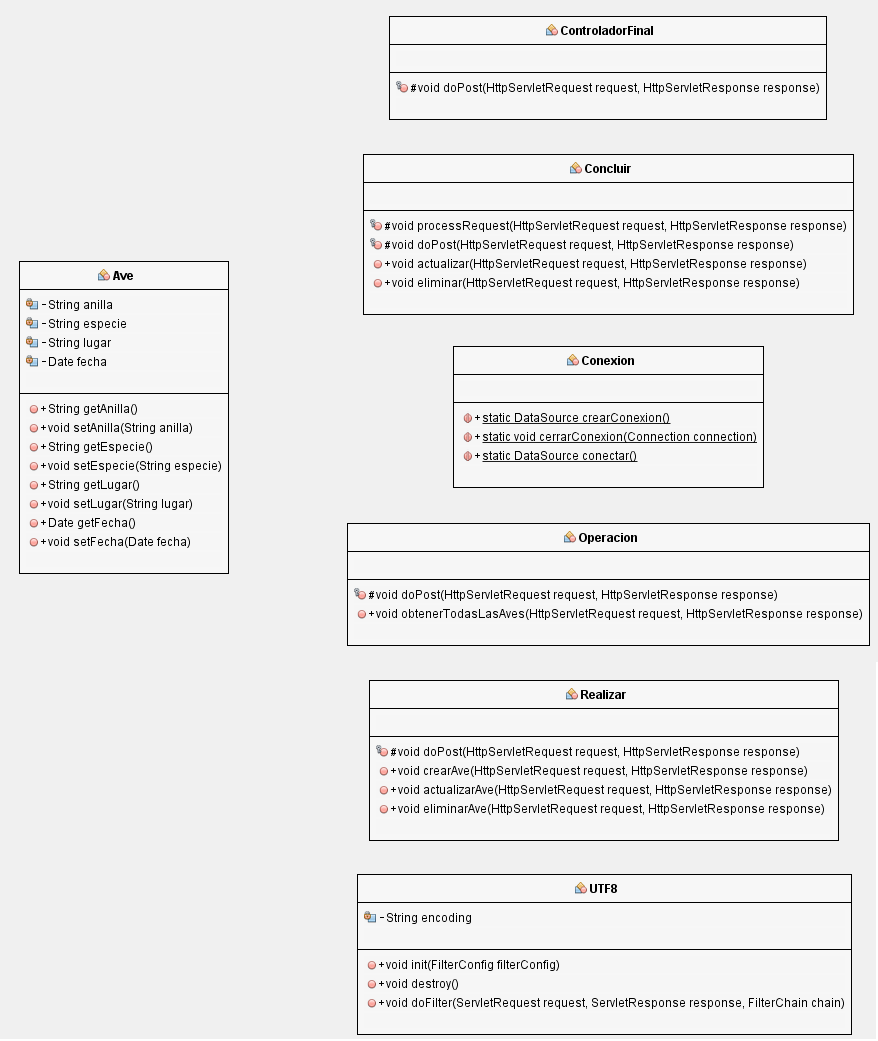 Ave
- String anilla
- String especie
- String lugar
- Date fecha
+ String getAnilla()
+ void setAnilla(String anilla)
+ String getEspecie()
+ void setEspecie(String especie)
+ String getLugar()
+ void setLugar(String lugar)
+ Date getFecha()
+ void setFecha(Date fecha)
ControladorFinal
# void doPost(HttpServletRequest request, HttpServletResponse response)
Concluir
# void processRequest(HttpServletRequest request, HttpServletResponse response)
# void doPost(HttpServletRequest request, HttpServletResponse response)
+ void actualizar(HttpServletRequest request, HttpServletResponse response)
+ void eliminar(HttpServletRequest request, HttpServletResponse response)
Conexion
+ static DataSource crearConexion()
+ static void cerrarConexion(Connection connection)
+ static DataSource conectar()
Operacion
# void doPost(HttpServletRequest request, HttpServletResponse response)
+ void obtenerTodasLasAves(HttpServletRequest request, HttpServletResponse response)
Realizar
# void doPost(HttpServletRequest request, HttpServletResponse response)
+ void crearAve(HttpServletRequest request, HttpServletResponse response)
+ void actualizarAve(HttpServletRequest request, HttpServletResponse response)
+ void eliminarAve(HttpServletRequest request, HttpServletResponse response)
UTF8
- String encoding
+ void init(FilterConfig filterConfig)
+ void destroy()
+ void doFilter(ServletRequest request, ServletResponse response, FilterChain chain)